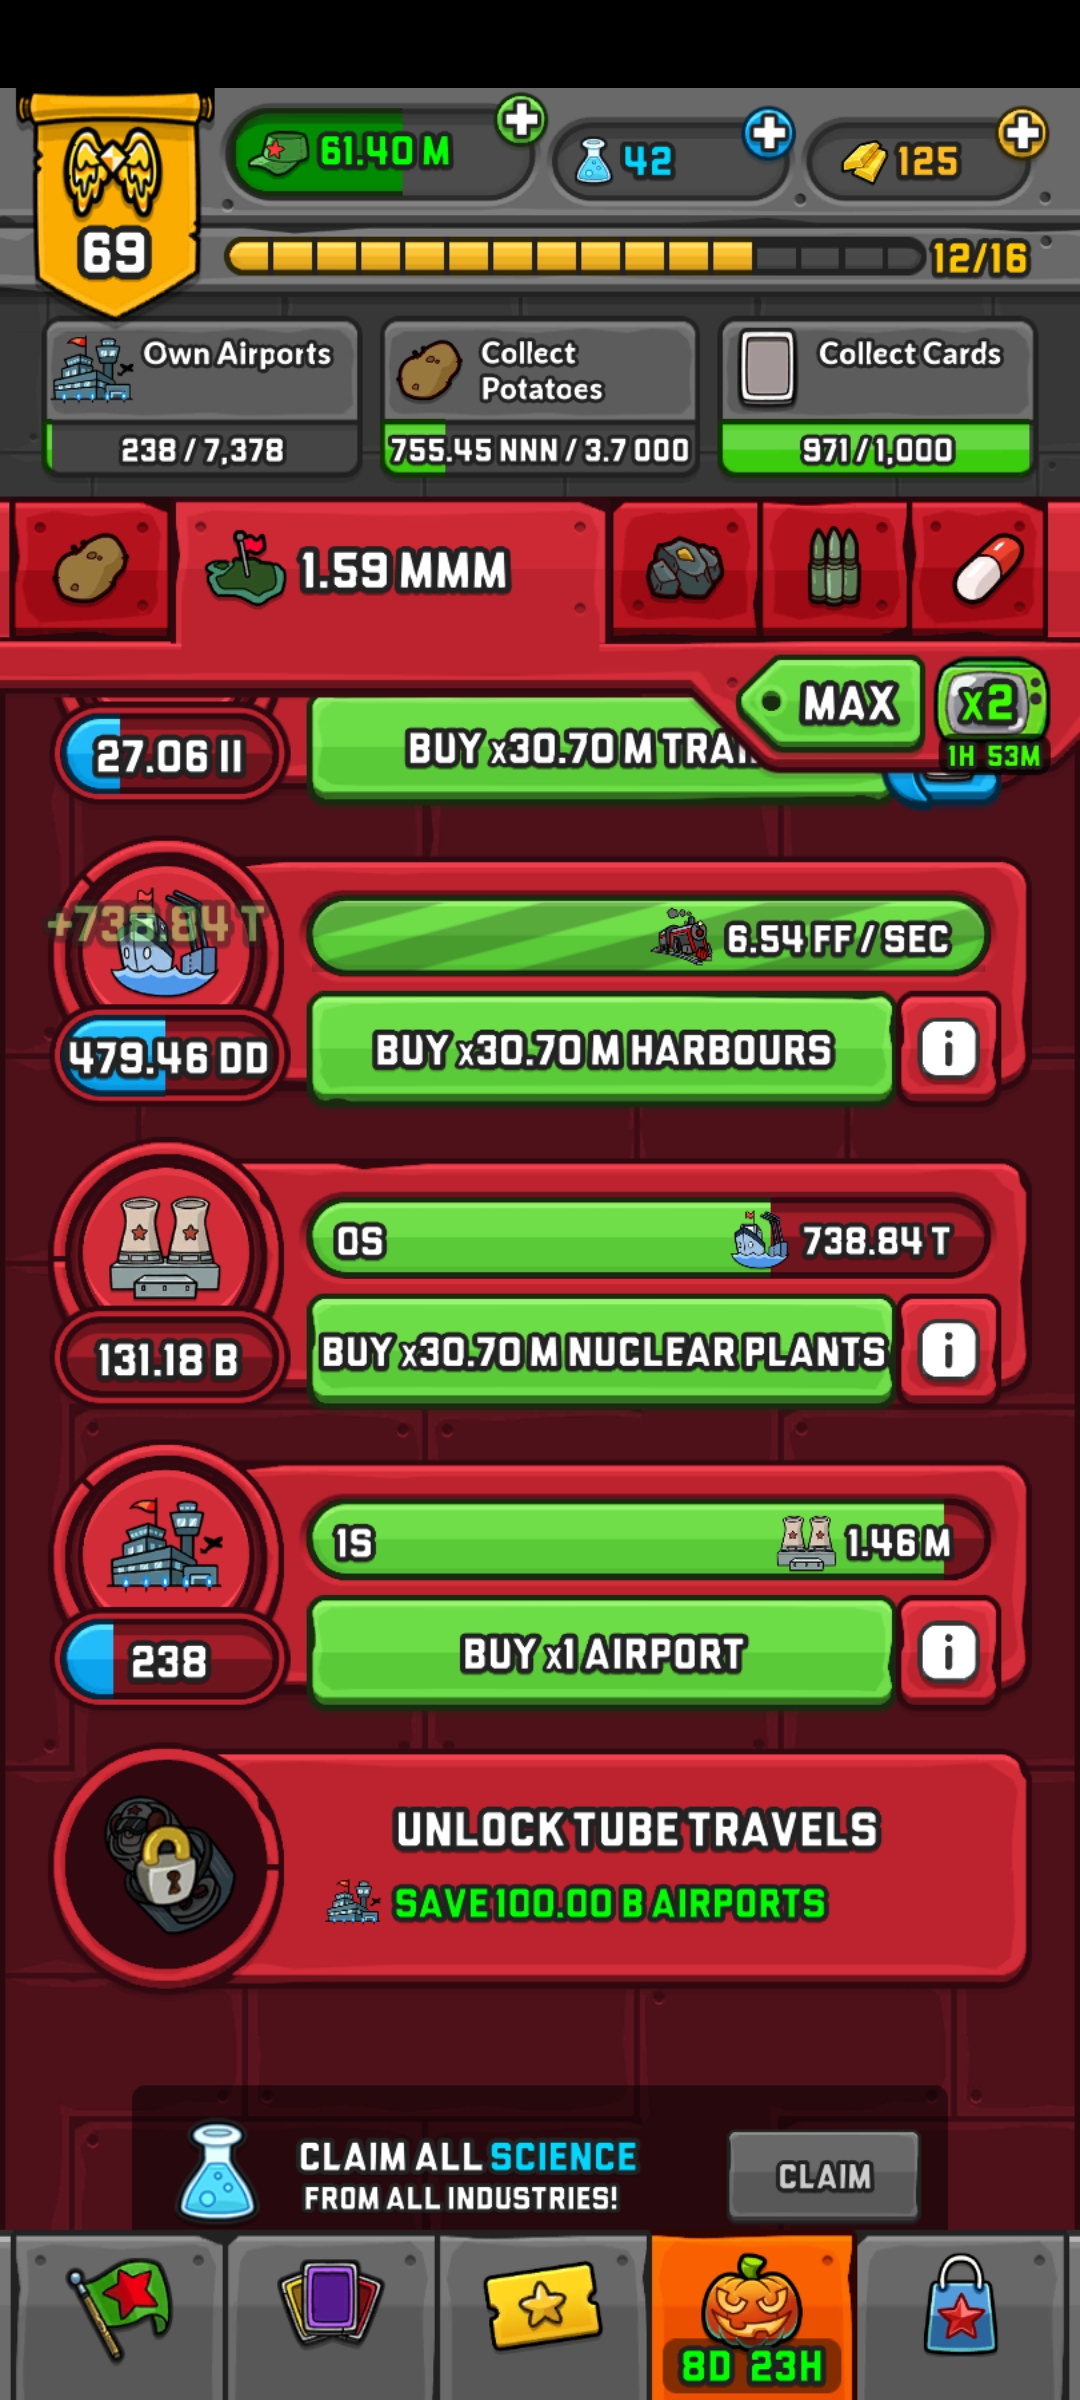 61.40 M
42
125
69
12/16
Own Airports
238 / 7,378
Collect
Potatoes
755.45 NNN / 3.7 OOO
Collect Cards
971 / 1,000
1.59 MMM
MAX
x2
1H 53M
27.06 II
BUY x30.70 M TRAI
+738.84 T
6.54 FF / SEC
479.46 DD
BUY x30.70 M HARBOURS
i
0S
738.84 T
131.18 B
BUY x30.70 M NUCLEAR PLANTS
i
1S
1.46 M
238
BUY x1 AIRPORT
i
UNLOCK TUBE TRAVELS
SAVE 100.00 B AIRPORTS
CLAIM ALL SCIENCE
FROM ALL INDUSTRIES!
CLAIM
8D 23H